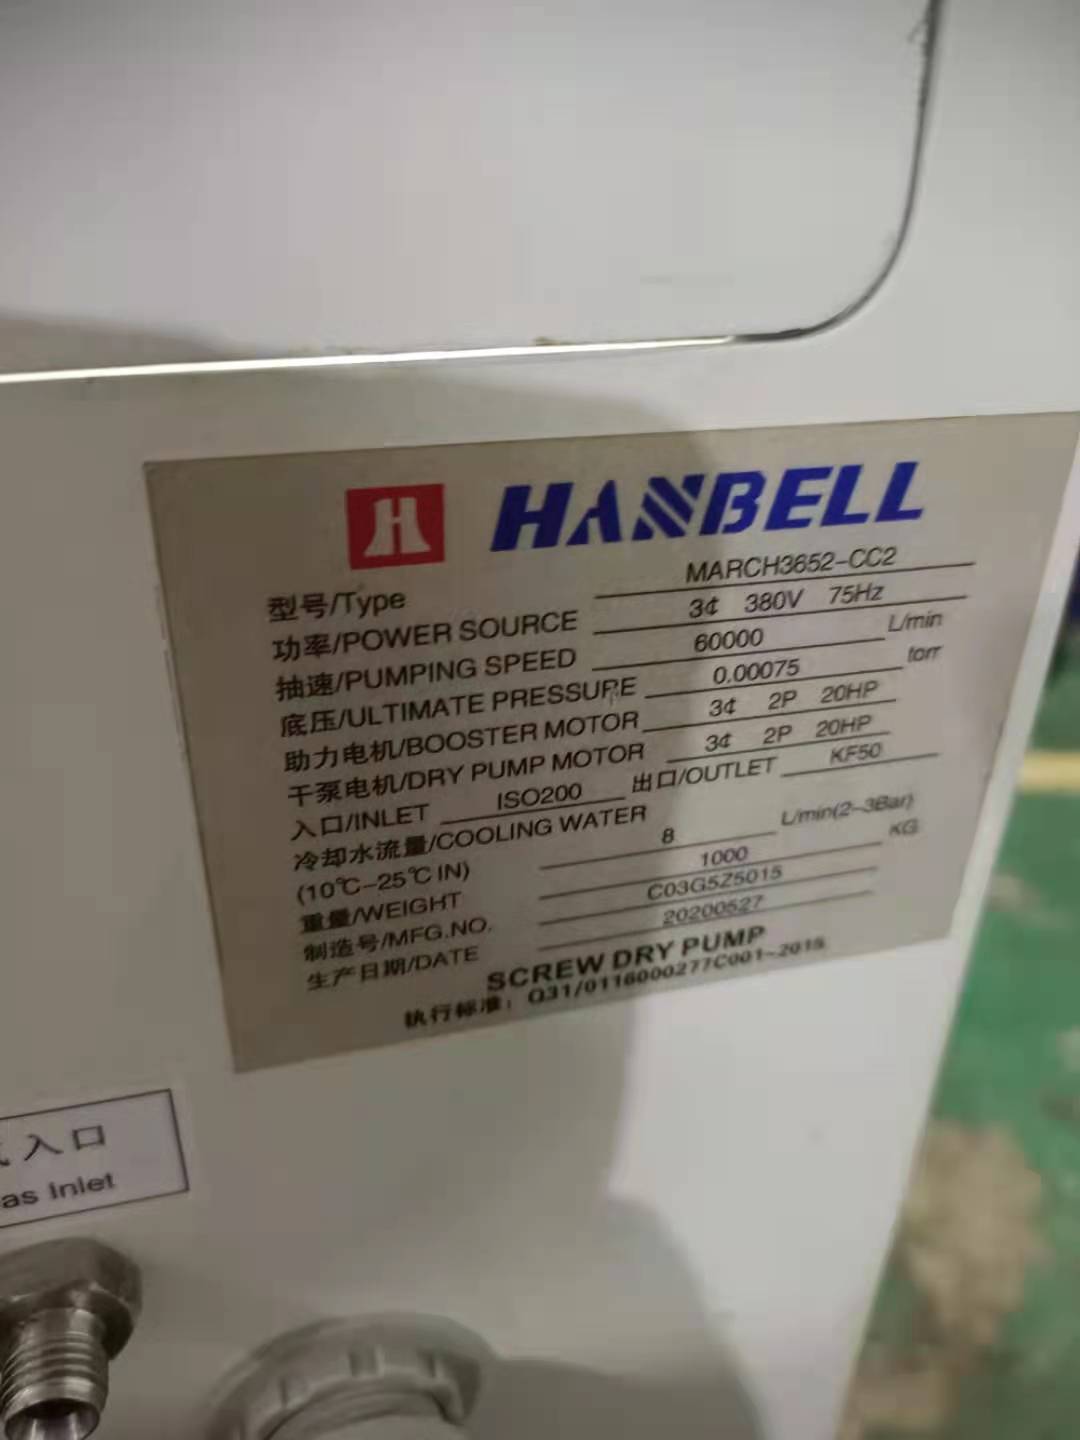 HANBELL
型号/Type MARCH3652-CC2
功率/POWER SOURCE 3¢ 380V 75Hz
抽速/PUMPING SPEED 60000 L/min
底压/ULTIMATE PRESSURE 0.00075 torr
助力电机/BOOSTER MOTOR 3¢ 2P 20HP
干泵电机/DRY PUMP MOTOR 3¢ 2P 20HP
入口/INLET ISO200 出口/OUTLET KF50
冷却水流量/COOLING WATER
(10℃-25℃ IN) 8 L/min(2-3Bar)
重量/WEIGHT 1000 KG
制造号/MFG.NO. C03G5Z5015
生产日期/DATE 20200527
SCREW DRY PUMP
执行标准：Q31/0116000277C001-2015
入口
as Inlet